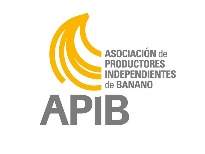 ASOCIACIÓN de
PRODUCTORES
INDEPENDIENTES
de BANANO
APIB